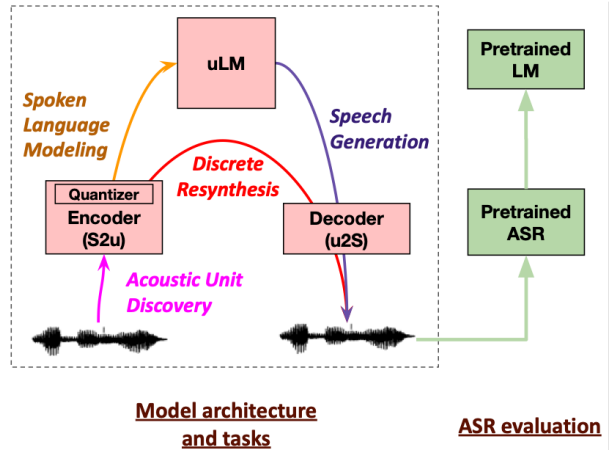 uLM
Pretrained
LM
Spoken
Language
Modeling
Speech
Generation
Discrete
Resynthesis
Quantizer
Encoder
(S2u)
Decoder
(u2S)
Pretrained
ASR
Acoustic Unit
Discovery
Model architecture
and tasks
ASR evaluation